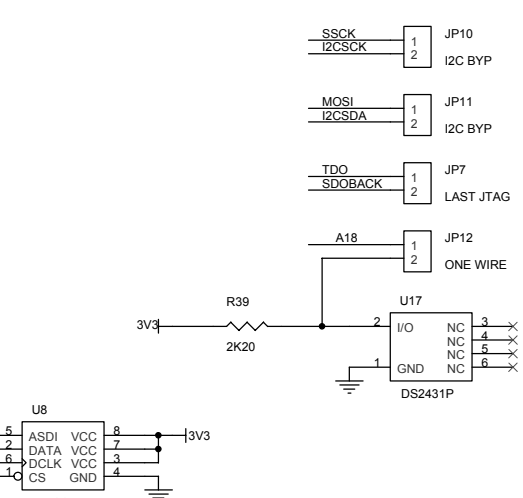 SSCK 1 JP10
I2CSCK 2
I2C BYP
MOSI 1 JP11
I2CSDA 2
I2C BYP
TDO 1 JP7
SDOBACK 2
LAST JTAG
A18 1 JP12
2
ONE WIRE
R39
3V3
2K20
U17
2 I/O NC 3
NC 4
NC 5
1 GND NC 6
DS2431P
U8
5 ASDI VCC 8 3V3
2 DATA VCC 7
6 DCLK VCC 3
1 CS GND 4